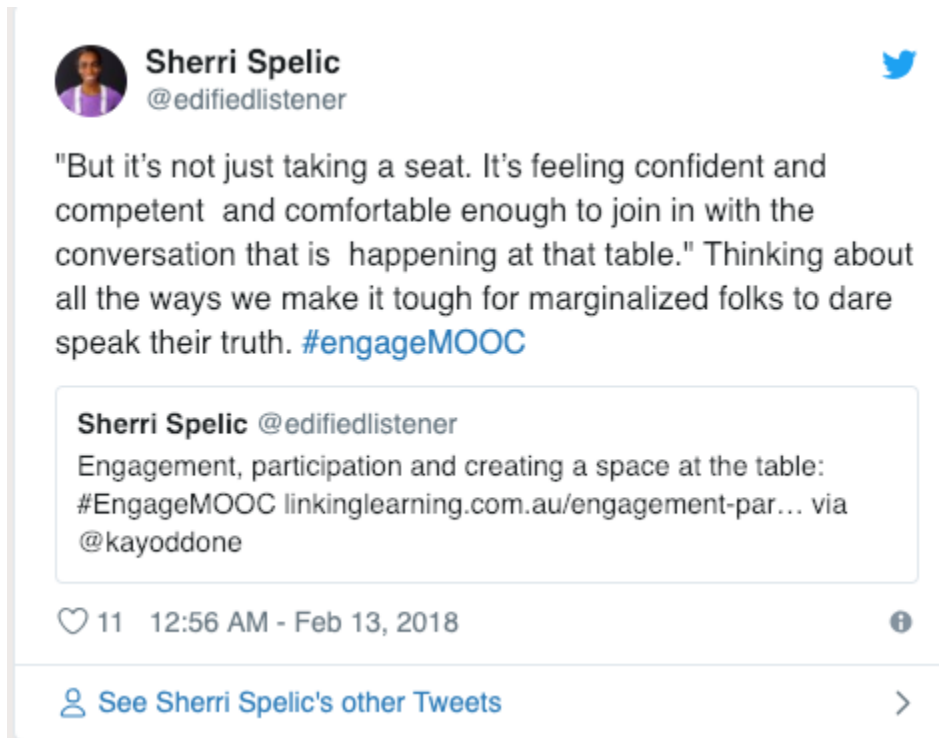 Sherri Spelic
@edifiedlistener
"But it's not just taking a seat. It's feeling confident and
competent  and comfortable enough to join in with the
conversation that is  happening at that table." Thinking about
all the ways we make it tough for marginalized folks to dare
speak their truth. #engageMOOC
Sherri Spelic @edifiedlistener
Engagement, participation and creating a space at the table:
#EngageMOOC linkinglearning.com.au/engagement-par... via
@kayoddone
11 12:56 AM - Feb 13, 2018
See Sherri Spelic's other Tweets